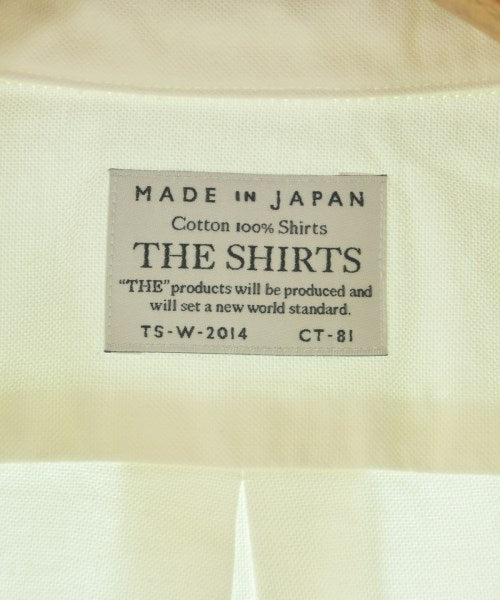 MADE IN JAPAN
Cotton 100% Shirts
THE SHIRTS
“THE” products will be produced and
will set a new world standard.
TS-W-2014 CT-81